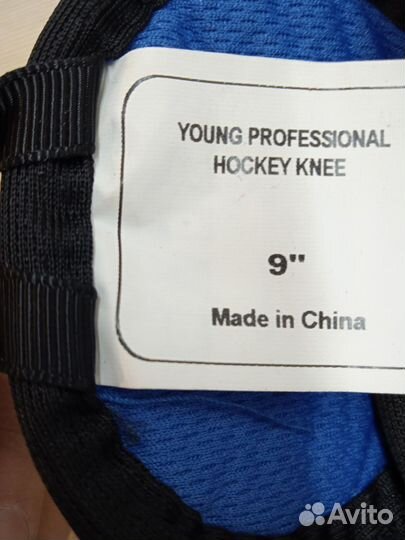 YOUNG PROFESSIONAL
HOCKEY KNEE
9"
Made in China
Avito